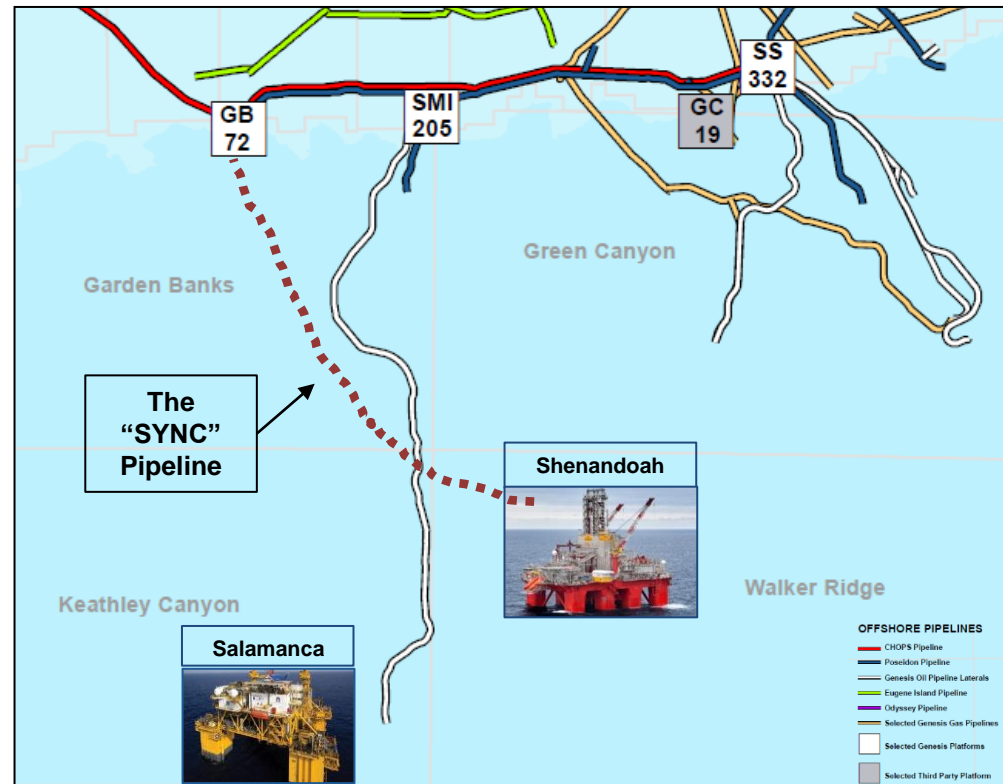 SS
332
GB
72
SMI
205
GC
19
Green Canyon
Garden Banks
The
“SYNC”
Pipeline
Shenandoah
Keathley Canyon
Walker Ridge
Salamanca
OFFSHORE PIPELINES
CHOPS Pipeline
Poseidon Pipeline
Genesis Oil Pipeline Laterals
Eugene Island Pipeline
Odyssey Pipeline
Selected Genesis Gas Pipelines
Selected Genesis Platforms
Selected Third Party Platform